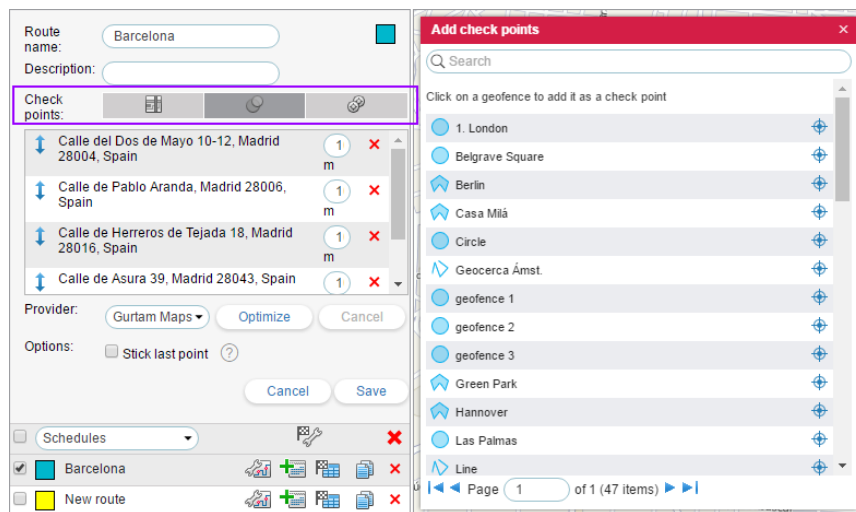 Route name:
Barcelona
Description:
Check points:
Calle del Dos de Mayo 10-12, Madrid
28004, Spain
1
m
Calle de Pablo Aranda, Madrid 28006,
Spain
1
m
Calle de Herreros de Tejada 18, Madrid
28016, Spain
1
m
Calle de Asura 39, Madrid 28043, Spain
1
Provider:
Gurtam Maps
Optimize
Cancel
Options:
Stick last point
?
Cancel
Save
Schedules
Barcelona
New route
Add check points
Search
Click on a geofence to add it as a check point
1. London
Belgrave Square
Berlin
Casa Milá
Circle
Geocerca Ámst.
geofence 1
geofence 2
geofence 3
Green Park
Hannover
Las Palmas
Line
Page 1 of 1 (47 items)